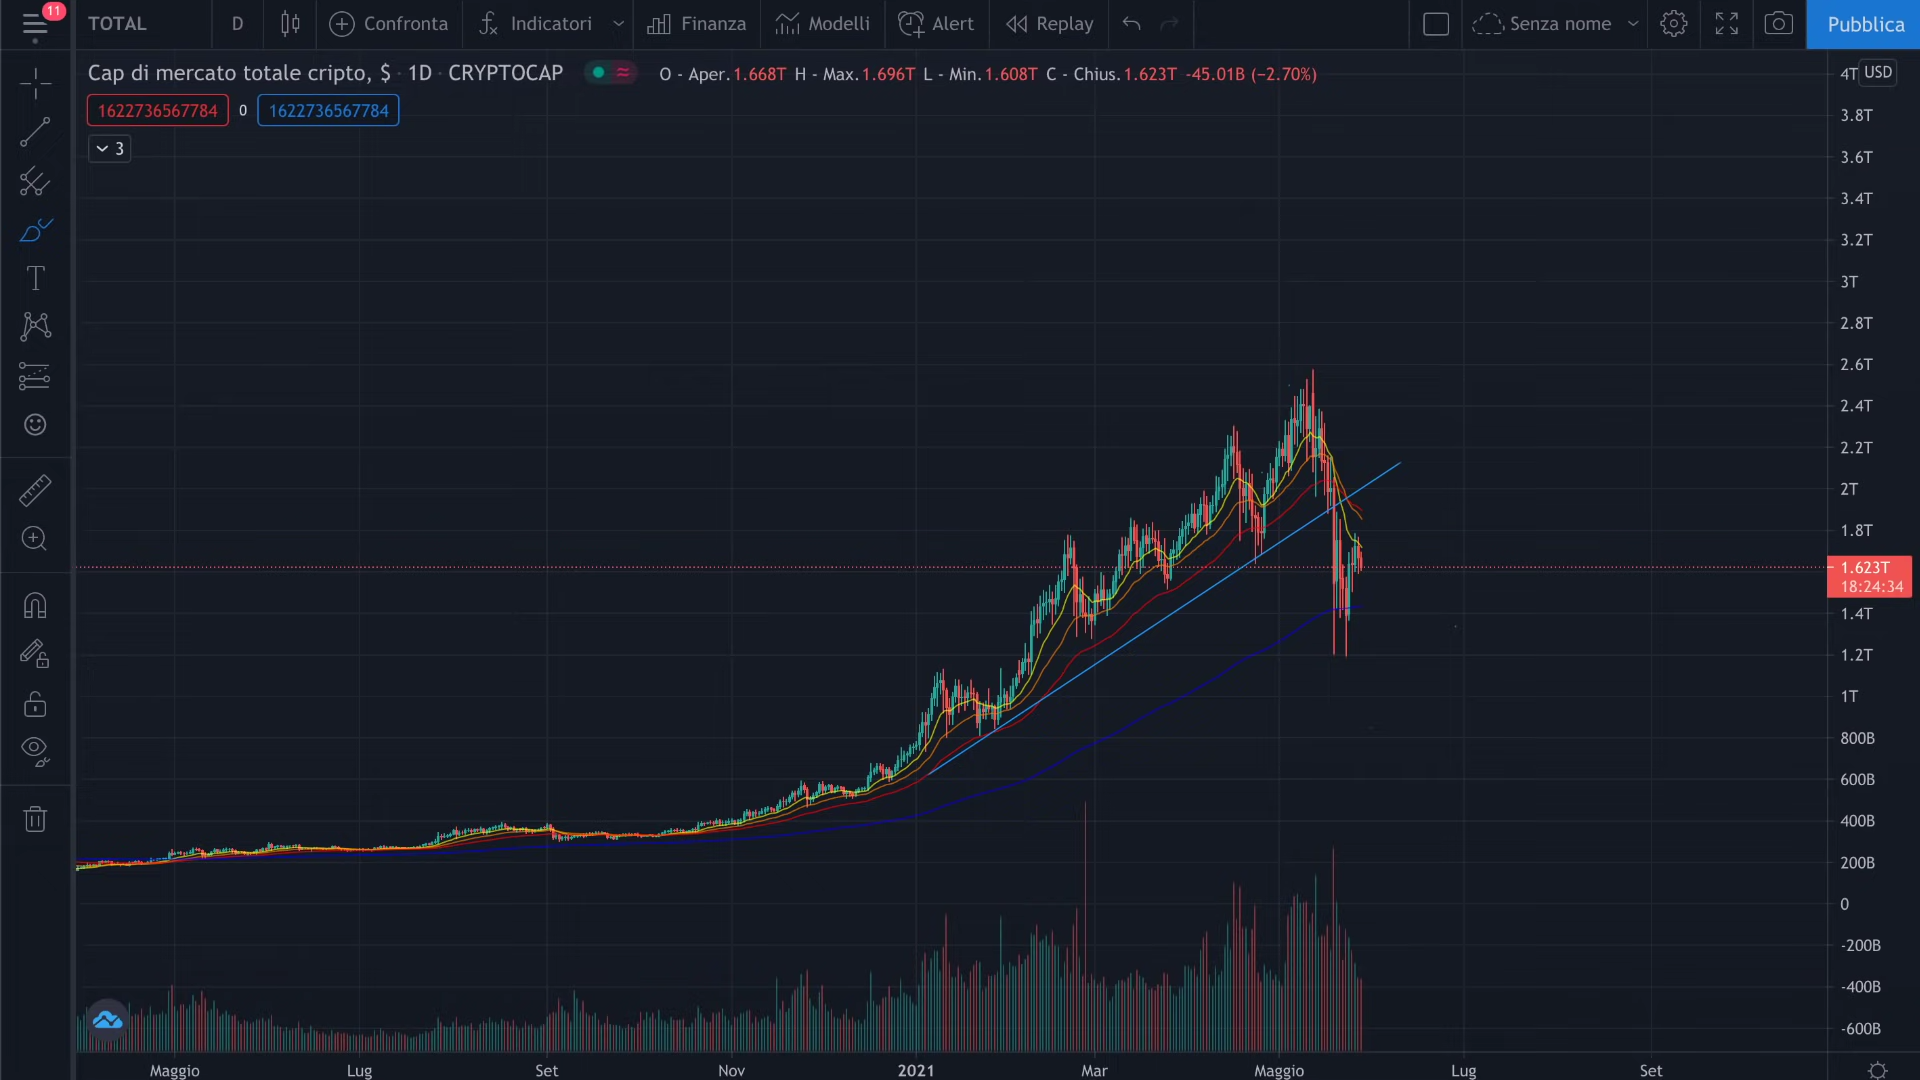 11
TOTAL D Confronta Indicatori Finanza Modelli Alert Replay Senza nome Pubblica
Cap di mercato totale cripto, $ · 1D · CRYPTOCAP O - Aper.1.668T H - Max.1.696T L - Min.1.608T C - Chius.1.623T -45.01B (−2.70%)
1622736567784 0 1622736567784
3
4T USD
3.8T
3.6T
3.4T
3.2T
3T
2.8T
2.6T
2.4T
2.2T
2T
1.8T
1.623T
18:24:34
1.4T
1.2T
1T
800B
600B
400B
200B
0
-200B
-400B
-600B
Maggio Lug Set Nov 2021 Mar Maggio Lug Set